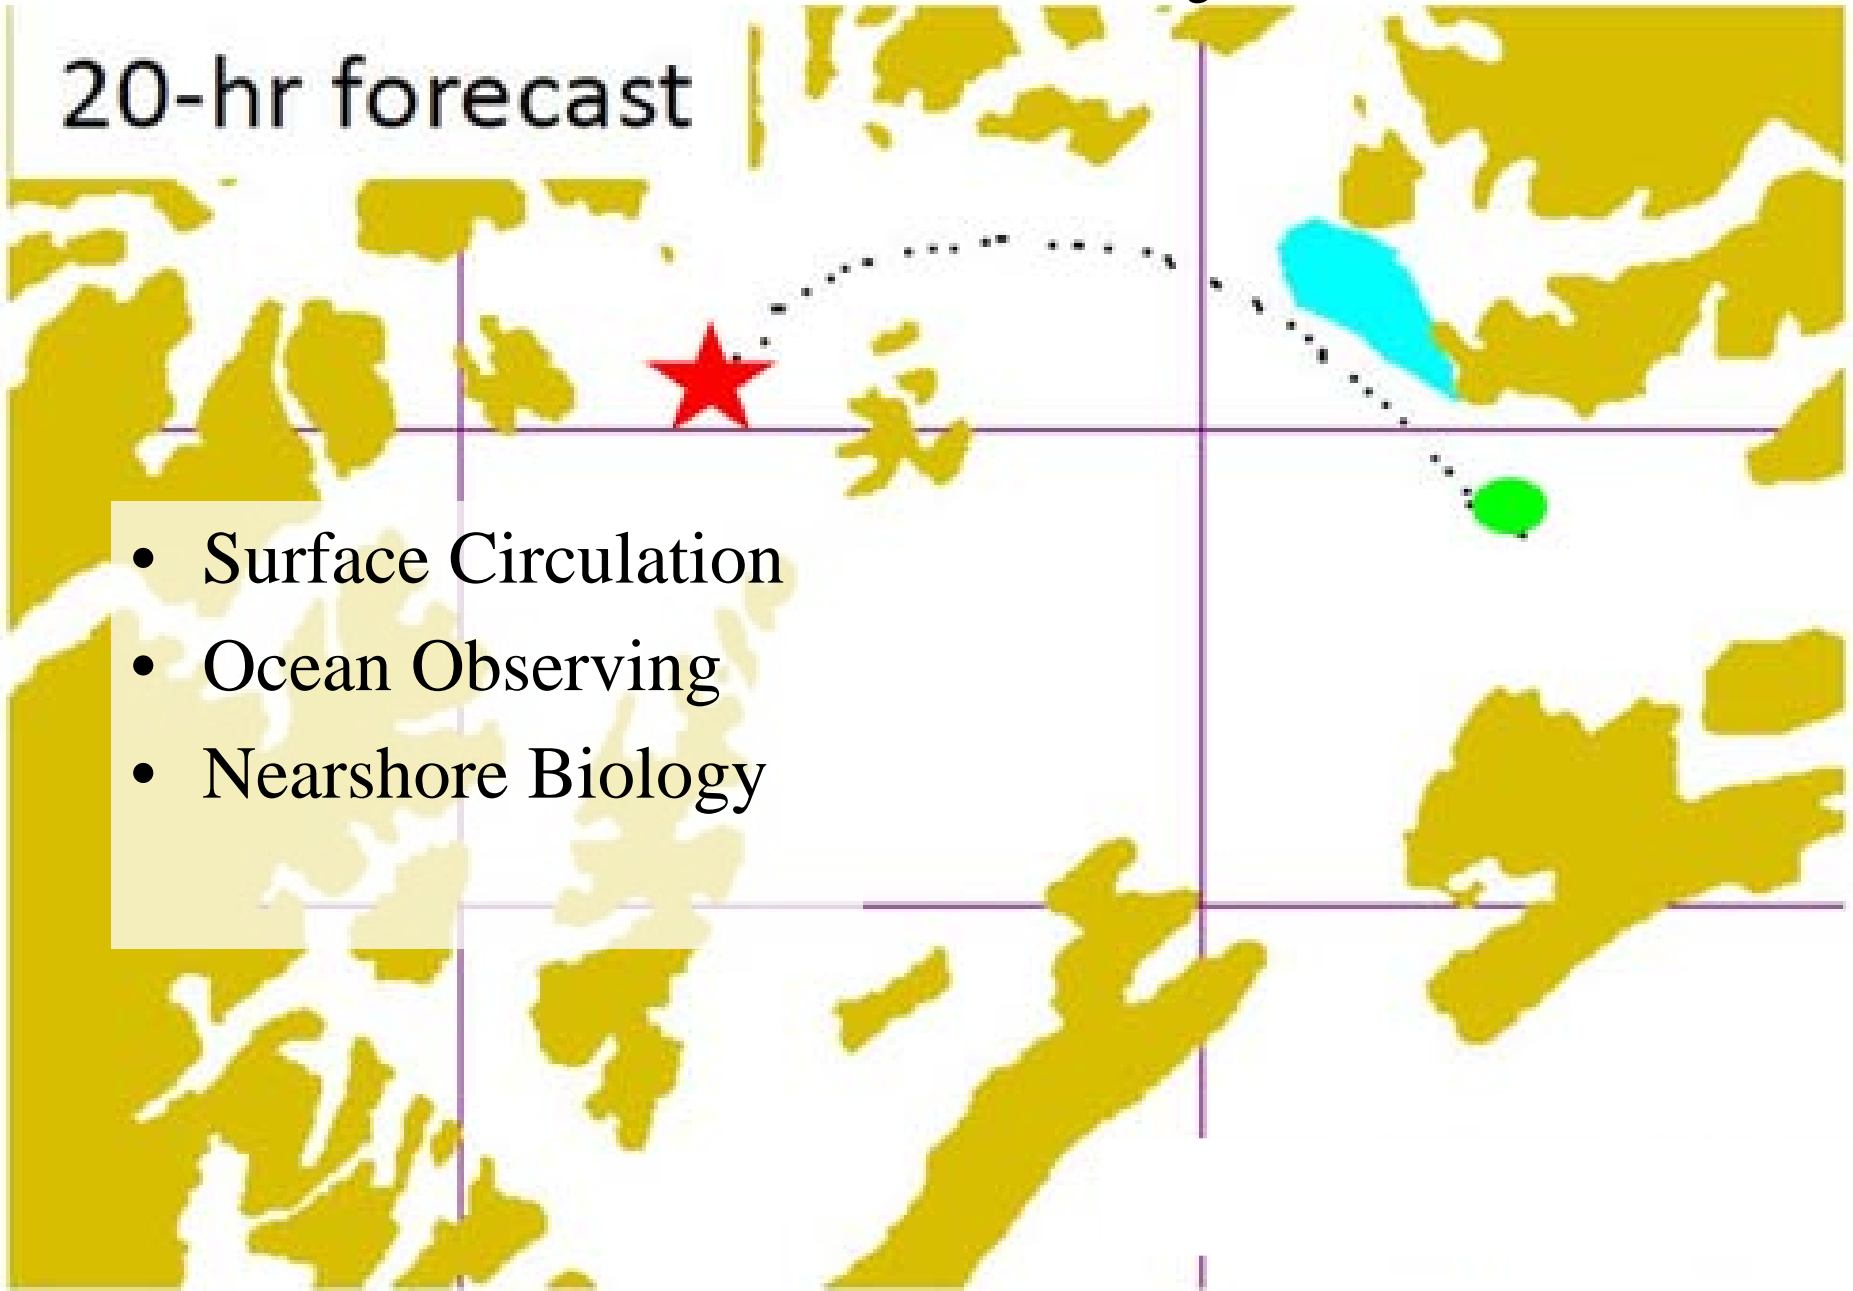 20-hr forecast
• Surface Circulation
• Ocean Observing
• Nearshore Biology